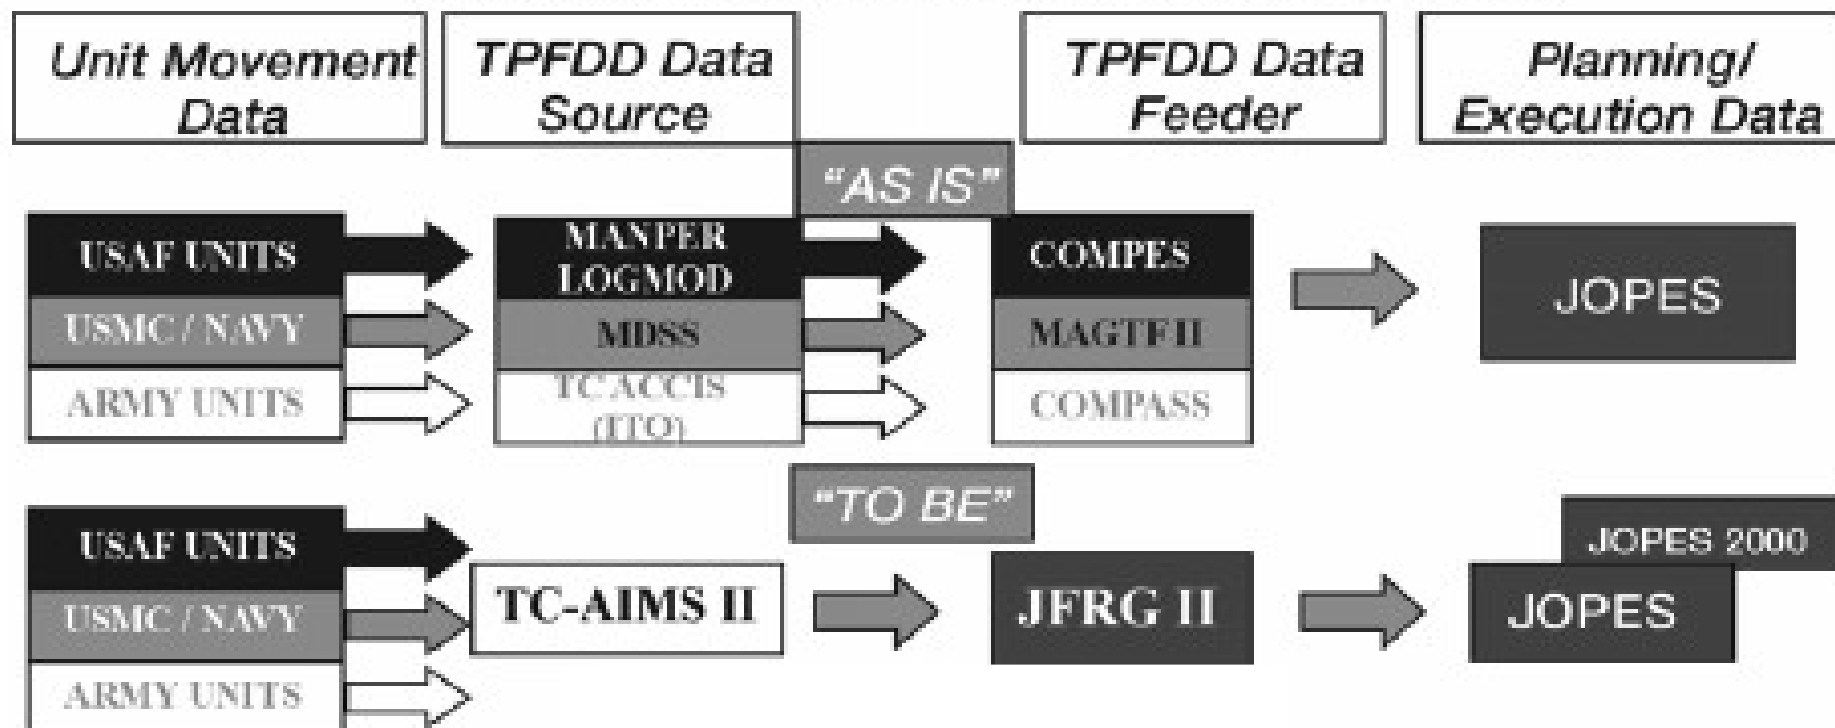 Unit Movement
Data
TPFDD Data
Source
TPFDD Data
Feeder
Planning/
Execution Data
"AS IS"
USAF UNITS
MANPER
LOGMOD
COMPES
JOPES
USMC / NAVY
MDSS
MAGTF II
ARMY UNITS
TC ACCIS
(ITO)
COMPASS
"TO BE"
USAF UNITS
JOPES 2000
TC-AIMS II
JFRG II
JOPES
USMC / NAVY
ARMY UNITS